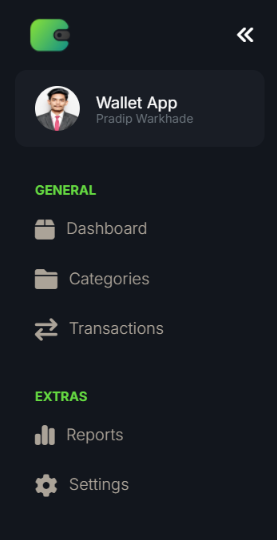 Wallet App
Pradip Warkhade
GENERAL
Dashboard
Categories
Transactions
EXTRAS
Reports
Settings